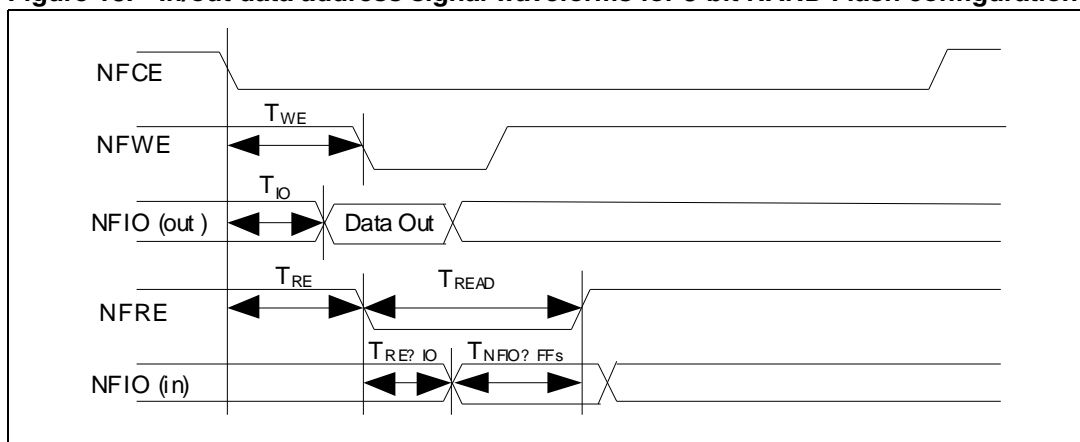 Figure In/out data address signal waveforms for 8-bit NAND Flash configuration
NFCE
TWE
NFWE
TIO
NFIO (out ) Data Out
TRE TREAD
NFRE
TRE? IO TNFIO? FFs
NFIO (in)